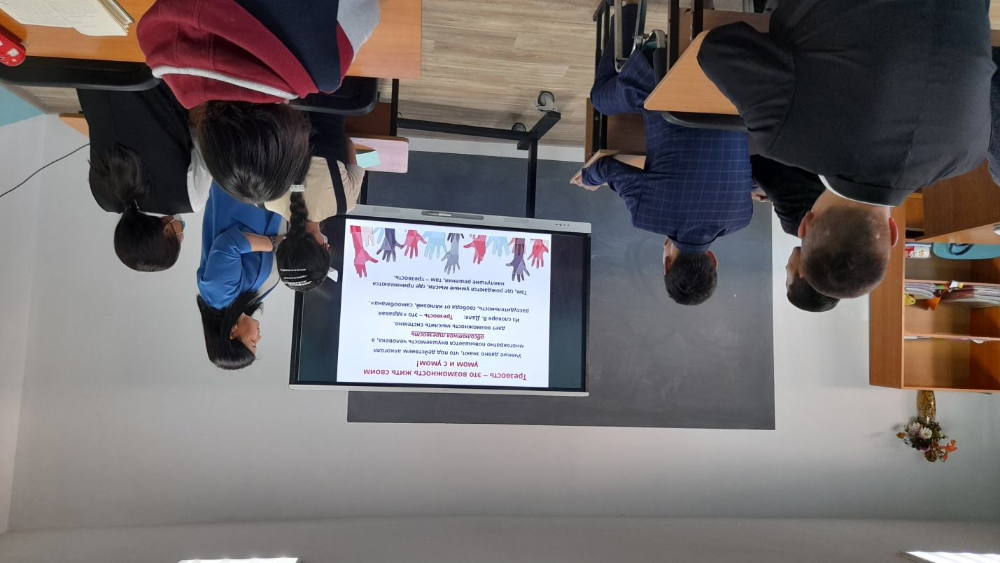 Трезвость – это возможность жить своим
умом и с умом!
Ученые давно знают, что под действием алкоголя
многократно повышается внушаемость человека, а
абсолютная трезвость
дает возможность мыслить системно.
Из словаря В. Даля: Трезвость – это «здравая
рассудительность, свобода от иллюзий, самообмана».
Там, где рождаются умные мысли, где принимаются
наилучшие решения, там – трезвость.